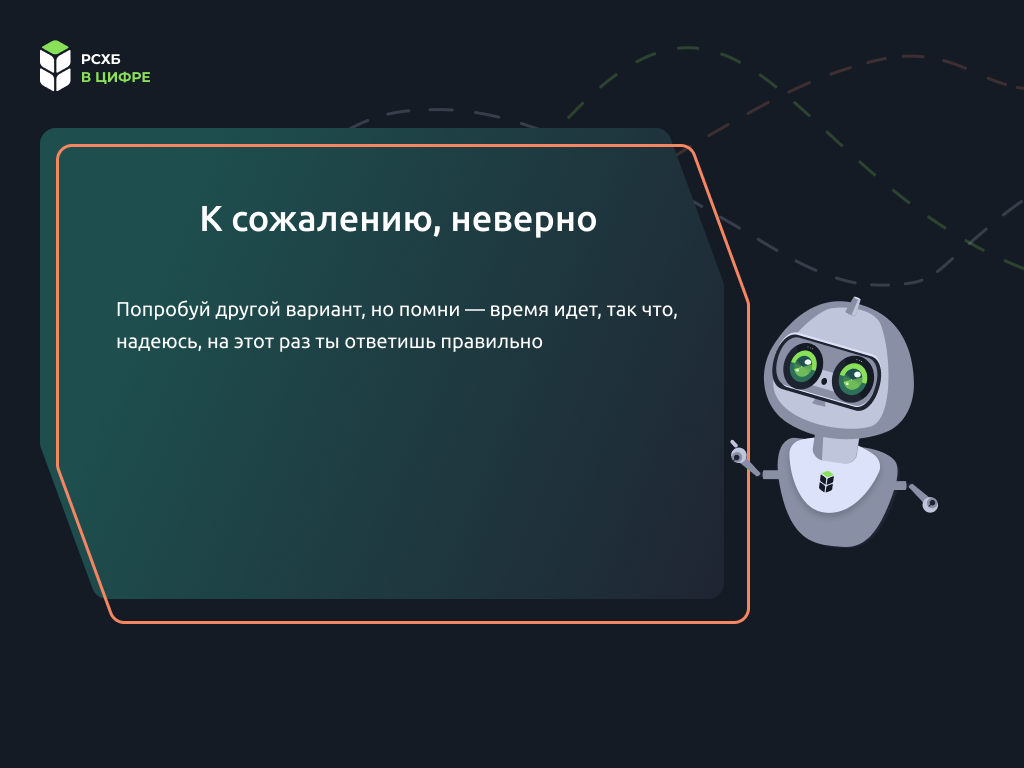 РСХБ
В ЦИФРЕ
К сожалению, неверно
Попробуй другой вариант, но помни — время идет, так что,
надеюсь, на этот раз ты ответишь правильно